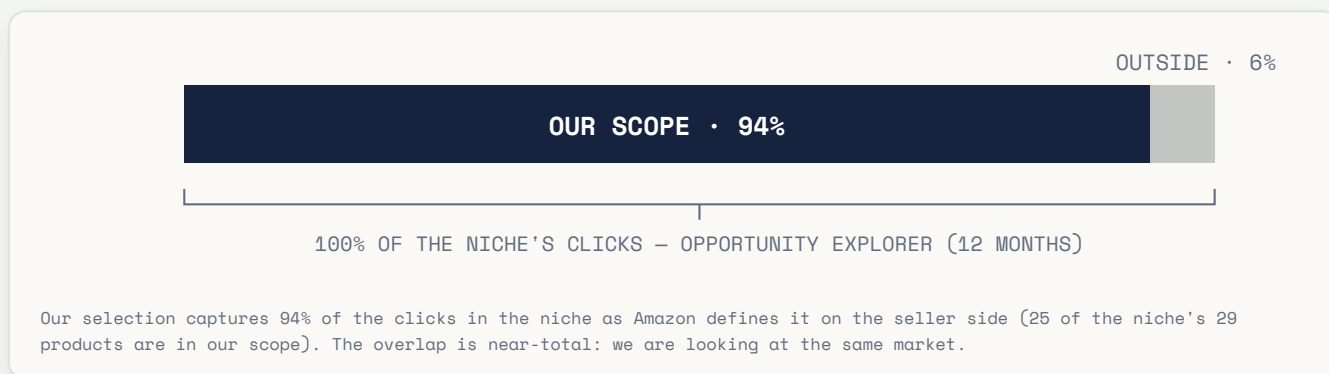 OUTSIDE · 6%
OUR SCOPE · 94%
100% OF THE NICHE'S CLICKS — OPPORTUNITY EXPLORER (12 MONTHS)
Our selection captures 94% of the clicks in the niche as Amazon defines it on the seller side (25 of the niche's 29
products are in our scope). The overlap is near-total: we are looking at the same market.